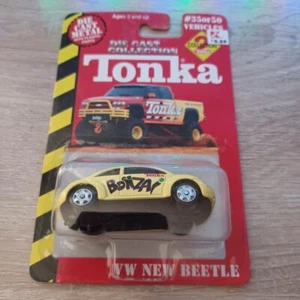 DIE CAST
METAL
Ages 3 and up
#35 of 50
VEHICLES
DIE CAST
COLLECTION
Tonka
Tonka
BONZAI
VW NEW BEETLE